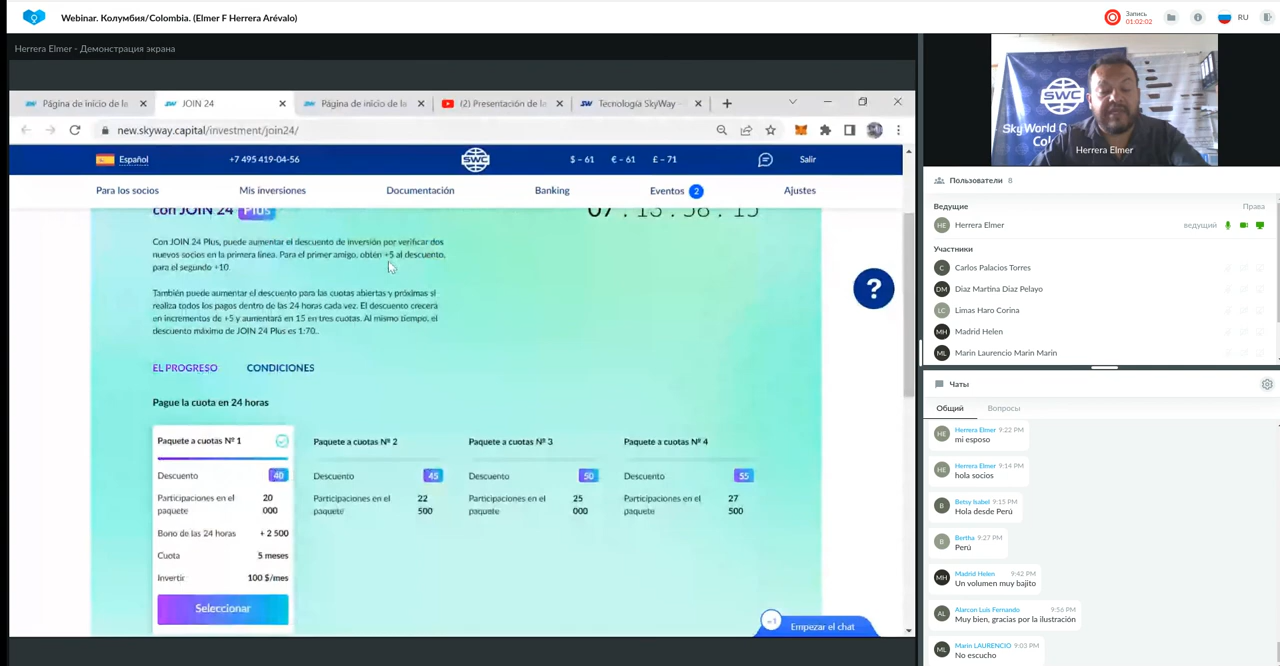 Webinar. Колумбия/Colombia. (Elmer F Herrera Arévalo)
Запись
01:02:02
RU
Herrera Elmer - Демонстрация экрана
Página de inicio de la
JOIN 24
Página de inicio de la
(2) Presentación de la
Tecnología SkyWay -
new.skyway.capital/investment/join24/
Español
+7 495 419-04-56
SWC
$ - 61
€ - 61
£ - 71
Salir
Para los socios
Mis inversiones
Documentación
Banking
Eventos 2
Ajustes
con JOIN 24 Plus
07 : 13 : 58 : 15
Con JOIN 24 Plus, puede aumentar el descuento de inversión por verificar dos
nuevos socios en la primera línea. Para el primer amigo, obtén +5 al descuento,
para el segundo +10.
También puede aumentar el descuento para las cuotas abiertas y próximas si
realiza todos los pagos dentro de las 24 horas cada vez. El descuento crecerá
en incrementos de +5 y aumentará en 15 en tres cuotas. Al mismo tiempo, el
descuento máximo de JOIN 24 Plus es 1:70..
?
EL PROGRESO
CONDICIONES
Pague la cuota en 24 horas
Paquete a cuotas Nº 1
Descuento 40
Participaciones en el 20
paquete 000
Bono de las 24 horas + 2 500
Cuota 5 meses
Invertir 100 $/mes
Seleccionar
Paquete a cuotas Nº 2
Descuento 45
Participaciones en el 22
paquete 500
Paquete a cuotas Nº 3
Descuento 50
Participaciones en el 25
paquete 000
Paquete a cuotas Nº 4
Descuento 55
Participaciones en el 27
paquete 500
Empezar el chat
SWC
Sky World C
Col
Herrera Elmer
Пользователи 8
Ведущие
Права
HE Herrera Elmer ведущий
Участники
C Carlos Palacios Torres
DM Diaz Martina Diaz Pelayo
LC Limas Haro Corina
MH Madrid Helen
ML Marin Laurencio Marin Marin
Чаты
Общий
Вопросы
HE Herrera Elmer 9:22 PM
mi esposo
HE Herrera Elmer 9:14 PM
hola socios
B Betsy Isabel 9:15 PM
Hola desde Perú
B Bertha 9:27 PM
Perú
MH Madrid Helen 9:42 PM
Un volumen muy bajito
AL Alarcon Luis Fernando 9:56 PM
Muy bien, gracias por la ilustración
ML Marin LAURENCIO 9:03 PM
No escucho